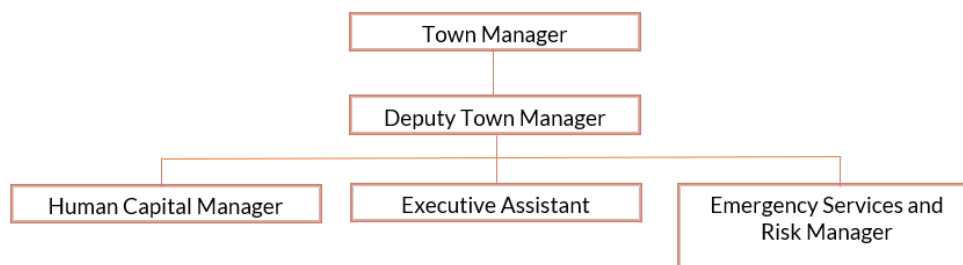 Town Manager
Deputy Town Manager
Human Capital Manager
Executive Assistant
Emergency Services and
Risk Manager